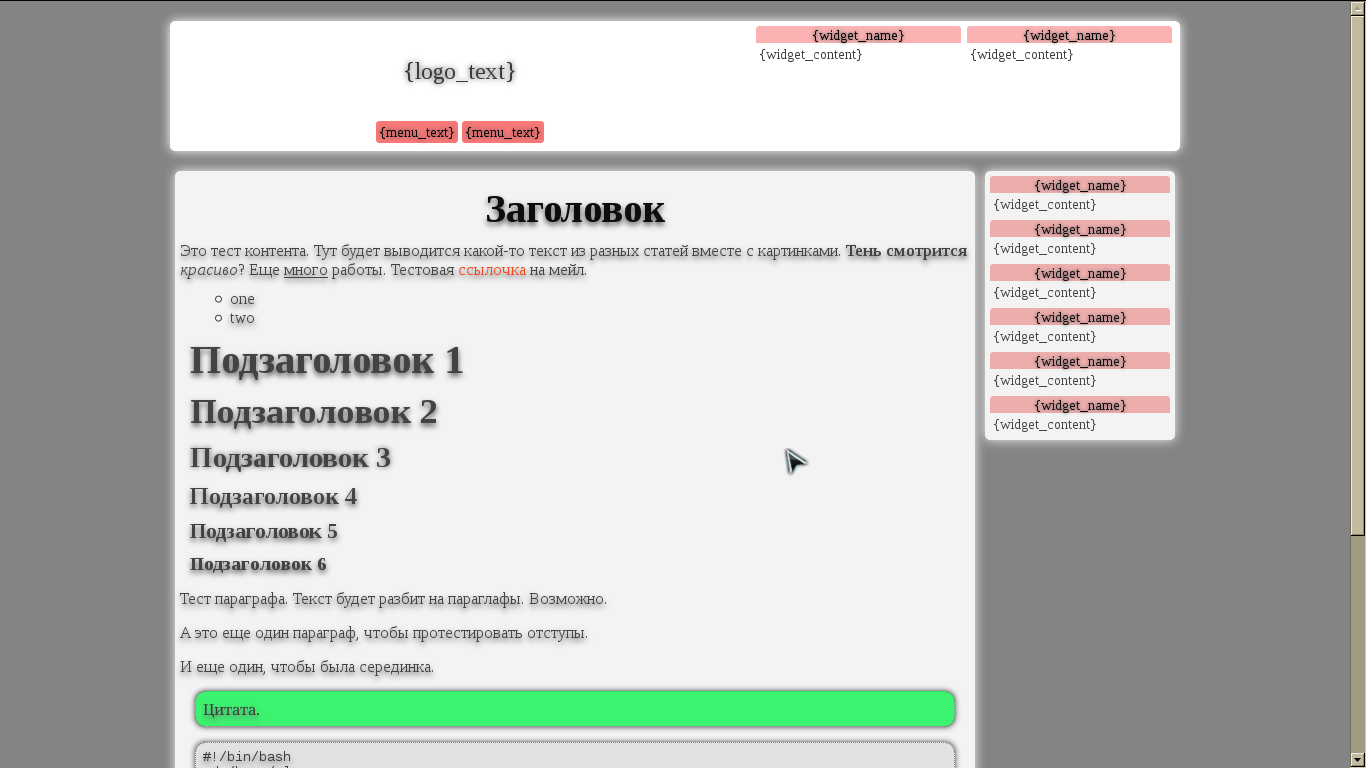 {logo_text}
{menu_text} {menu_text}
{widget_name} {widget_name}
{widget_content} {widget_content}
Заголовок
Это тест контента. Тут будет выводится какой-то текст из разных статей вместе с картинками. Тень смотрится
красиво? Еще много работы. Тестовая ссылочка на мейл.
one
two
Подзаголовок 1
Подзаголовок 2
Подзаголовок 3
Подзаголовок 4
Подзаголовок 5
Подзаголовок 6
Тест параграфа. Текст будет разбит на параглафы. Возможно.
А это еще один параграф, чтобы протестировать отступы.
И еще один, чтобы была серединка.
Цитата.
#!/bin/bash
{widget_name}
{widget_content}
{widget_name}
{widget_content}
{widget_name}
{widget_content}
{widget_name}
{widget_content}
{widget_name}
{widget_content}
{widget_name}
{widget_content}